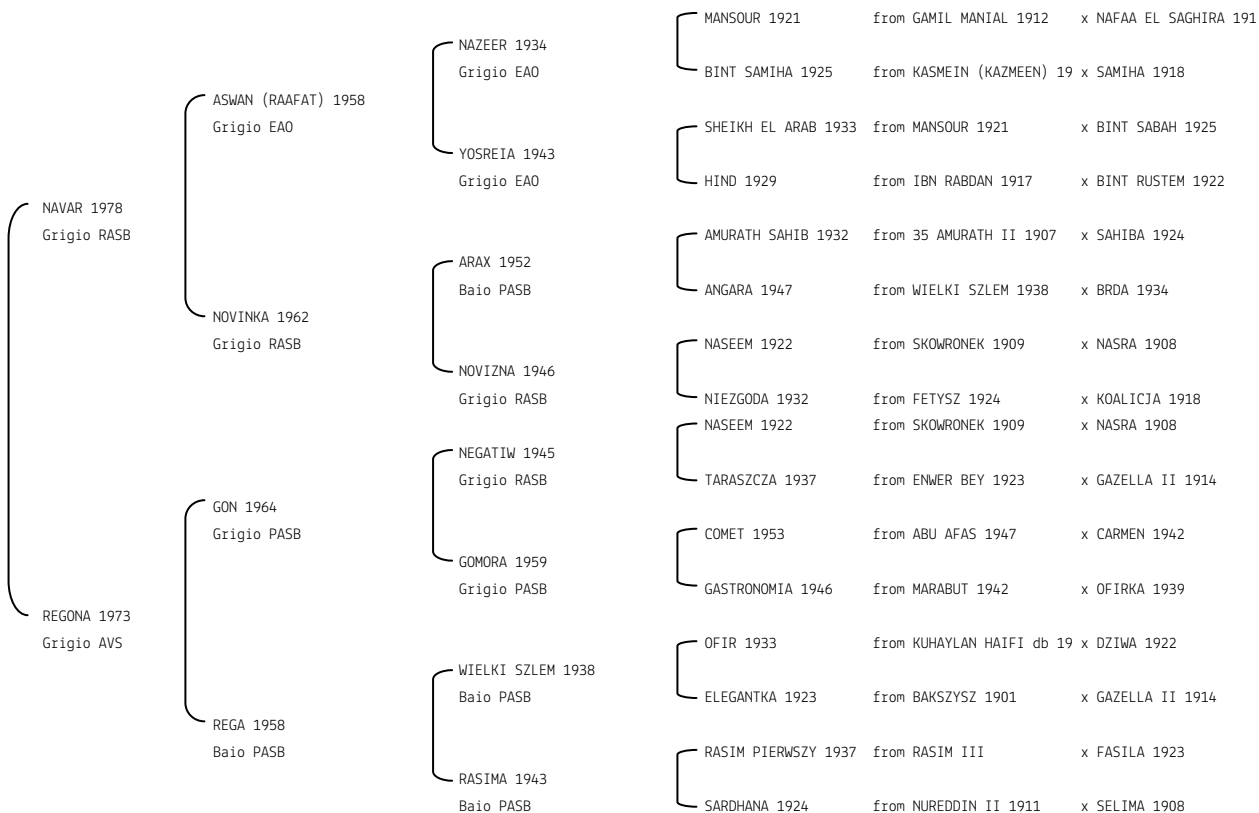 MANSOUR 1921 from GAMIL MANIAL 1912 x NAFAA EL SAGHIRA 191
NAZEER 1934
Grigio EAO
BINT SAMIHA 1925 from KASMEIN (KAZMEEN) 19 x SAMIHA 1918
ASWAN (RAAFAT) 1958
Grigio EAO
SHEIKH EL ARAB 1933 from MANSOUR 1921 x BINT SABAH 1925
YOSREIA 1943
Grigio EAO
HIND 1929 from IBN RABDAN 1917 x BINT RUSTEM 1922
NAVAR 1978
Grigio RASB
AMURATH SAHIB 1932 from 35 AMURATH II 1907 x SAHIBA 1924
ARAX 1952
Baio PASB
ANGARA 1947 from WIELKI SZLEM 1938 x BRDA 1934
NOVINKA 1962
Grigio RASB
NASEEM 1922 from SKOWRONEK 1909 x NASRA 1908
NOVIZNA 1946
Grigio RASB
NIEZGODA 1932 from FETYSZ 1924 x KOALICJA 1918
NASEEM 1922 from SKOWRONEK 1909 x NASRA 1908
NEGATIW 1945
Grigio RASB
TARASZCZA 1937 from ENWER BEY 1923 x GAZELLA II 1914
GON 1964
Grigio PASB
COMET 1953 from ABU AFAS 1947 x CARMEN 1942
GOMORA 1959
Grigio PASB
GASTRONOMIA 1946 from MARABUT 1942 x OFIRKA 1939
REGONA 1973
Grigio AVS
OFIR 1933 from KUHAYLAN HAIFI db 19 x DZIWA 1922
WIELKI SZLEM 1938
Baio PASB
ELEGANTKA 1923 from BAKSZYSZ 1901 x GAZELLA II 1914
REGA 1958
Baio PASB
RASIM PIERWSZY 1937 from RASIM III x FASILA 1923
RASIMA 1943
Baio PASB
SARDHANA 1924 from NUREDDIN II 1911 x SELIMA 1908